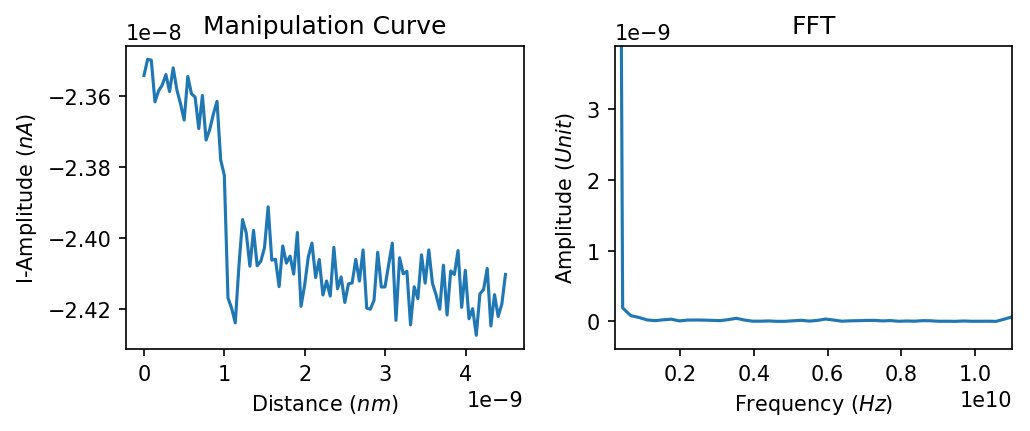 Manipulation Curve
1e−8
−2.36
−2.38
−2.40
−2.42
I-Amplitude (nA)
0 1 2 3 4
1e−9
Distance (nm)
FFT
1e−9
3
2
1
0
Amplitude (Unit)
0.2 0.4 0.6 0.8 1.0
1e10
Frequency (Hz)